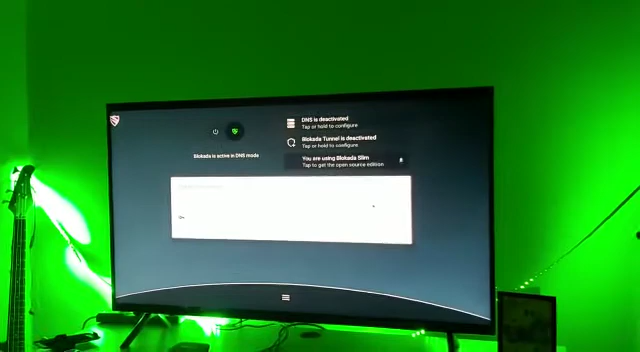 DNS is deactivated
Tap or hold to configure
Blokada Tunnel is deactivated
Tap or hold to configure
Blokada is active in DNS mode
You are using Blokada Slim
Tap to get the open source edition